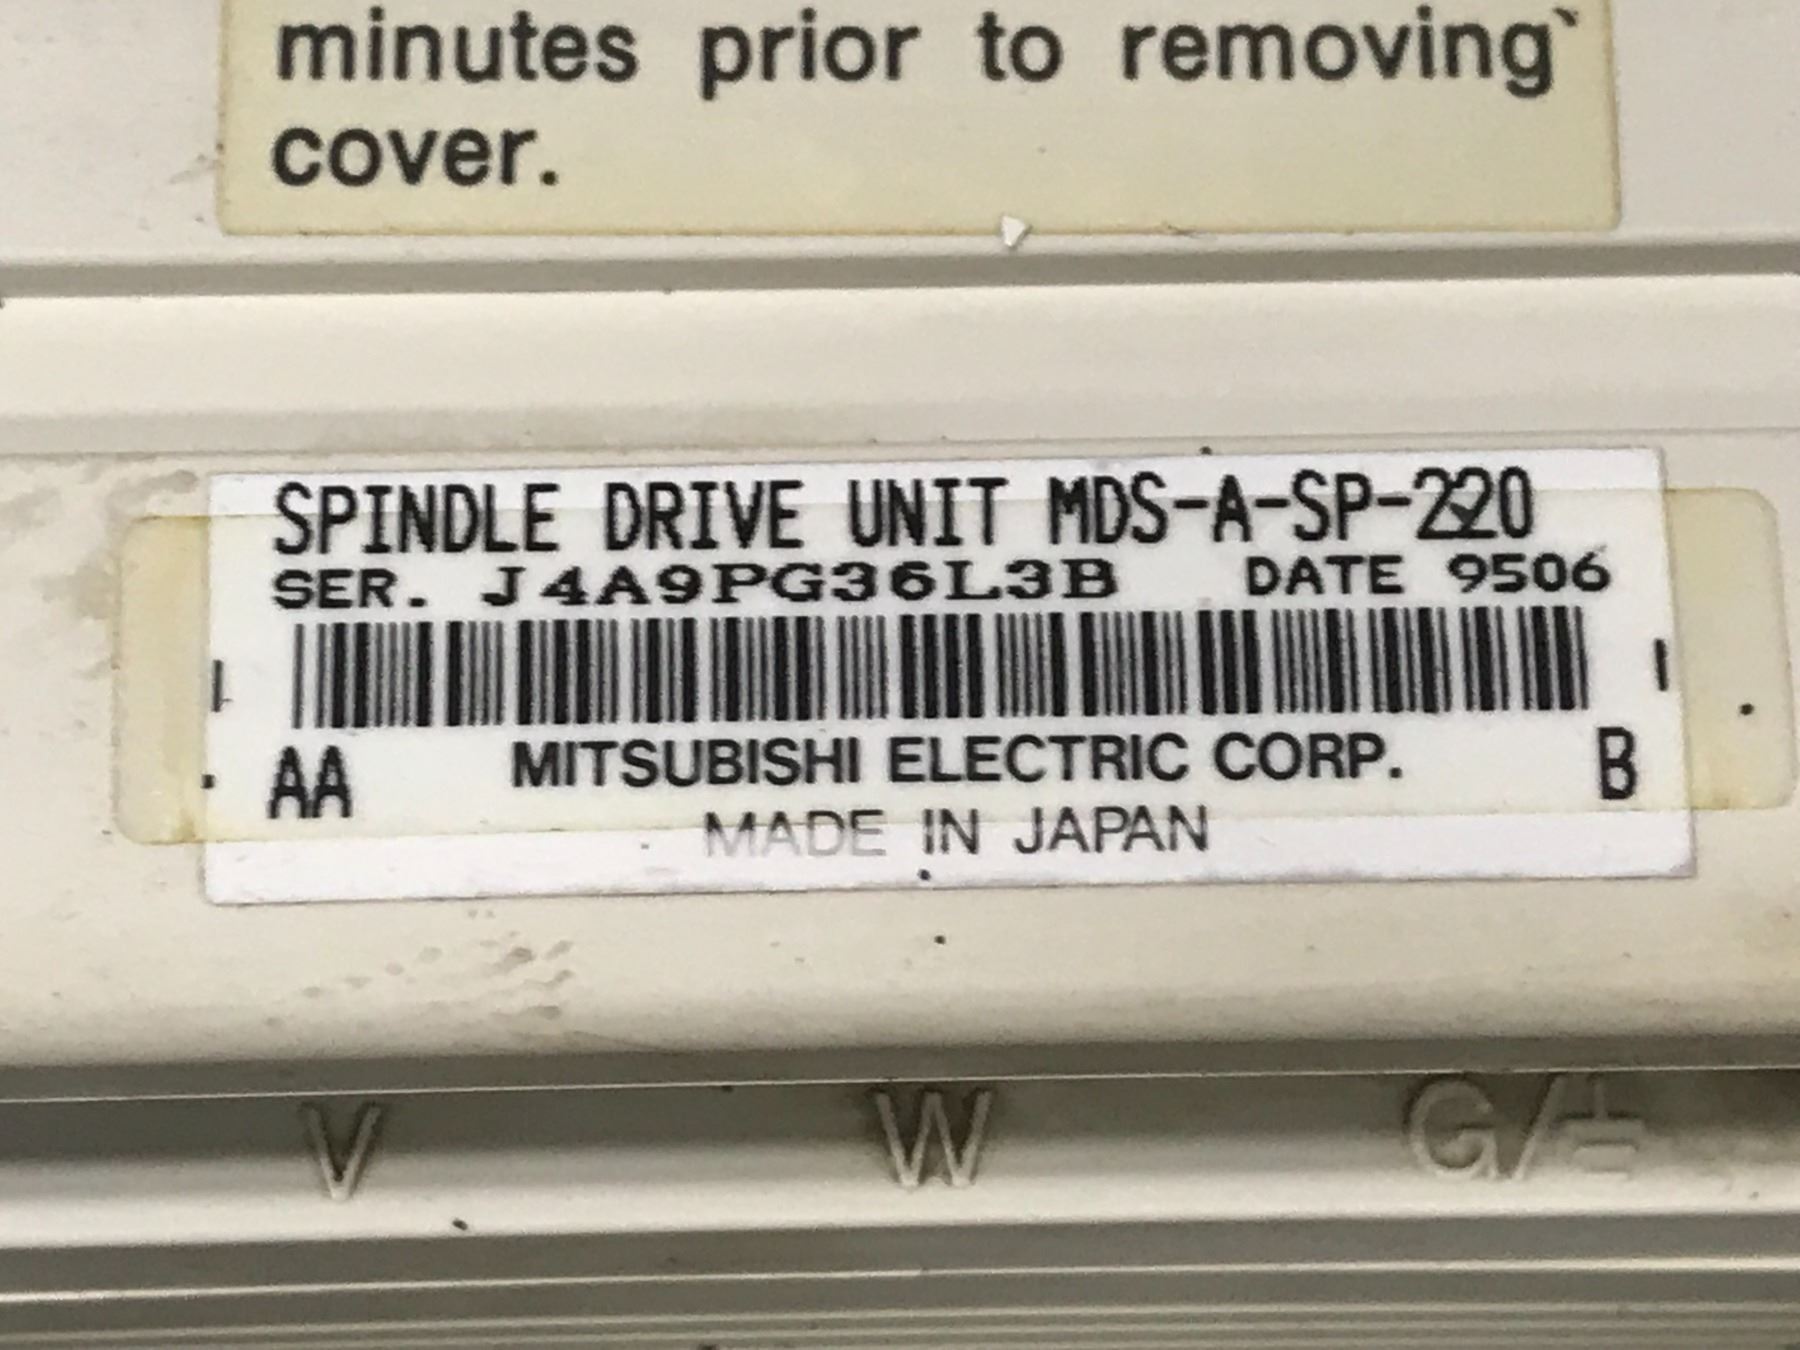 minutes prior to removing
cover.
SPINDLE DRIVE UNIT MDS-A-SP-220
SER. J4A9PG36L3B DATE 9506
AA MITSUBISHI ELECTRIC CORP. B
MADE IN JAPAN
V W G/⏚